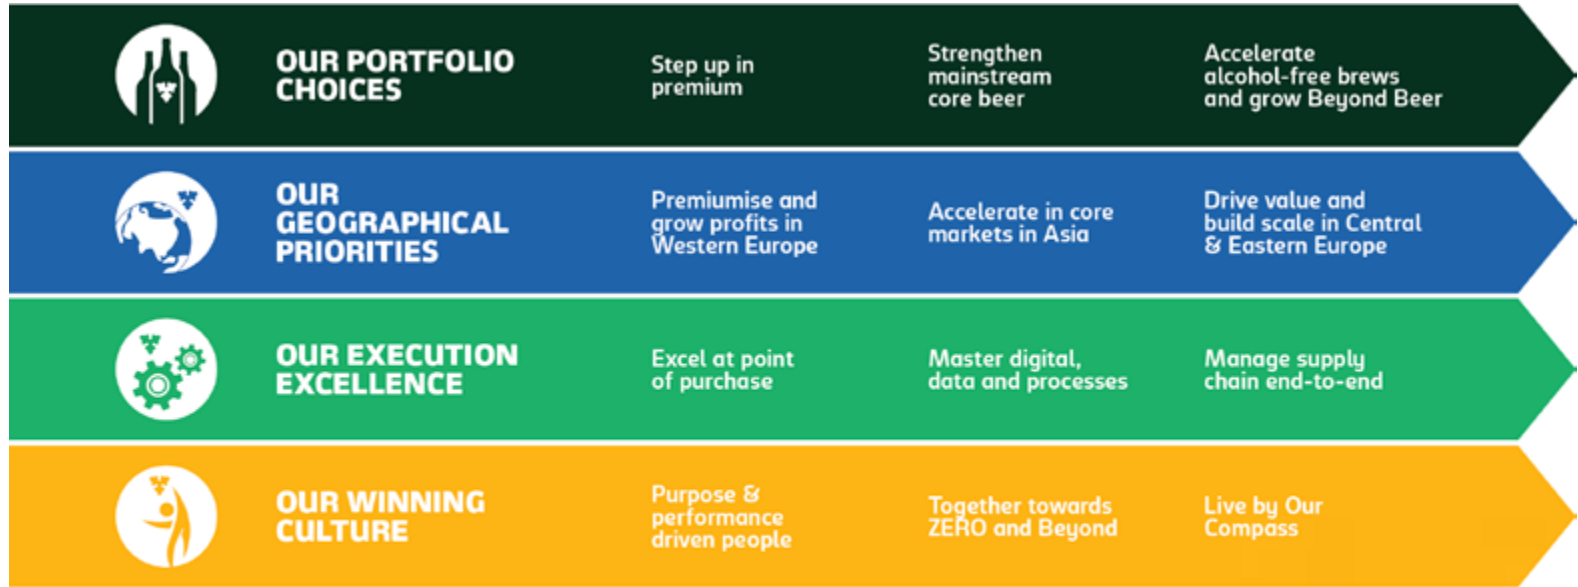 OUR PORTFOLIO
CHOICES
Step up in
premium
Strengthen
mainstream
core beer
Accelerate
alcohol-free brews
and grow Beyond Beer
OUR
GEOGRAPHICAL
PRIORITIES
Premiumise and
grow profits in
Western Europe
Accelerate in core
markets in Asia
Drive value and
build scale in Central
& Eastern Europe
OUR EXECUTION
EXCELLENCE
Excel at point
of purchase
Master digital,
data and processes
Manage supply
chain end-to-end
OUR WINNING
CULTURE
Purpose &
performance
driven people
Together towards
ZERO and Beyond
Live by Our
Compass